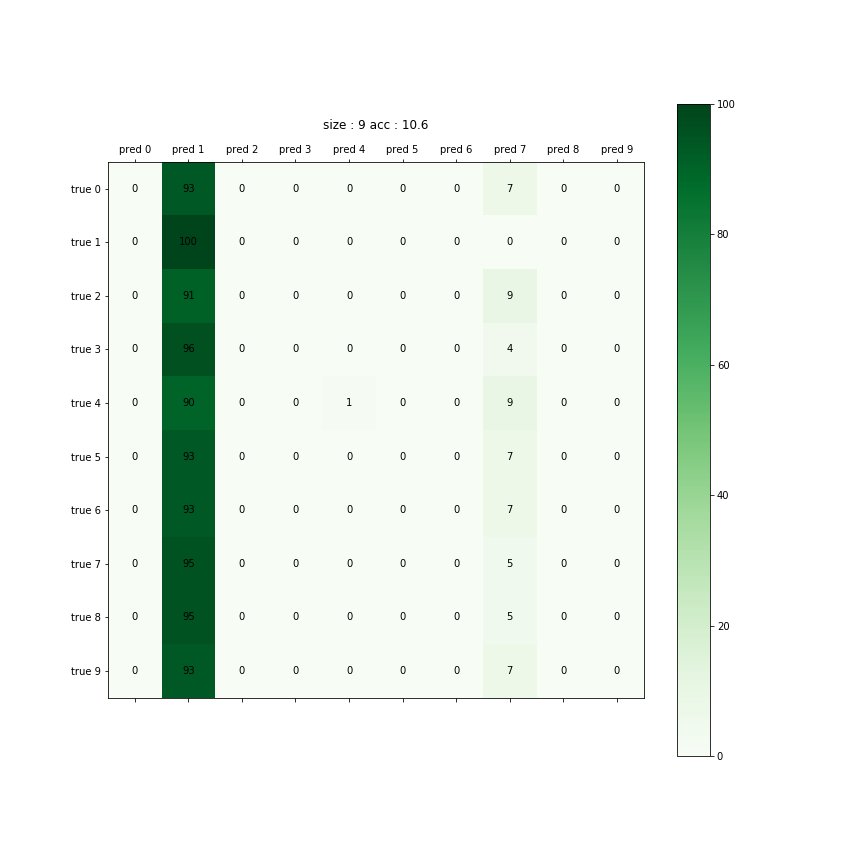 size : 9 acc : 10.6
pred 0 pred 1 pred 2 pred 3 pred 4 pred 5 pred 6 pred 7 pred 8 pred 9
true 0 0 93 0 0 0 0 0 7 0 0
true 1 0 100 0 0 0 0 0 0 0 0
true 2 0 91 0 0 0 0 0 9 0 0
true 3 0 96 0 0 0 0 0 4 0 0
true 4 0 90 0 0 1 0 0 9 0 0
true 5 0 93 0 0 0 0 0 7 0 0
true 6 0 93 0 0 0 0 0 7 0 0
true 7 0 95 0 0 0 0 0 5 0 0
true 8 0 95 0 0 0 0 0 5 0 0
true 9 0 93 0 0 0 0 0 7 0 0
100
80
60
40
20
0